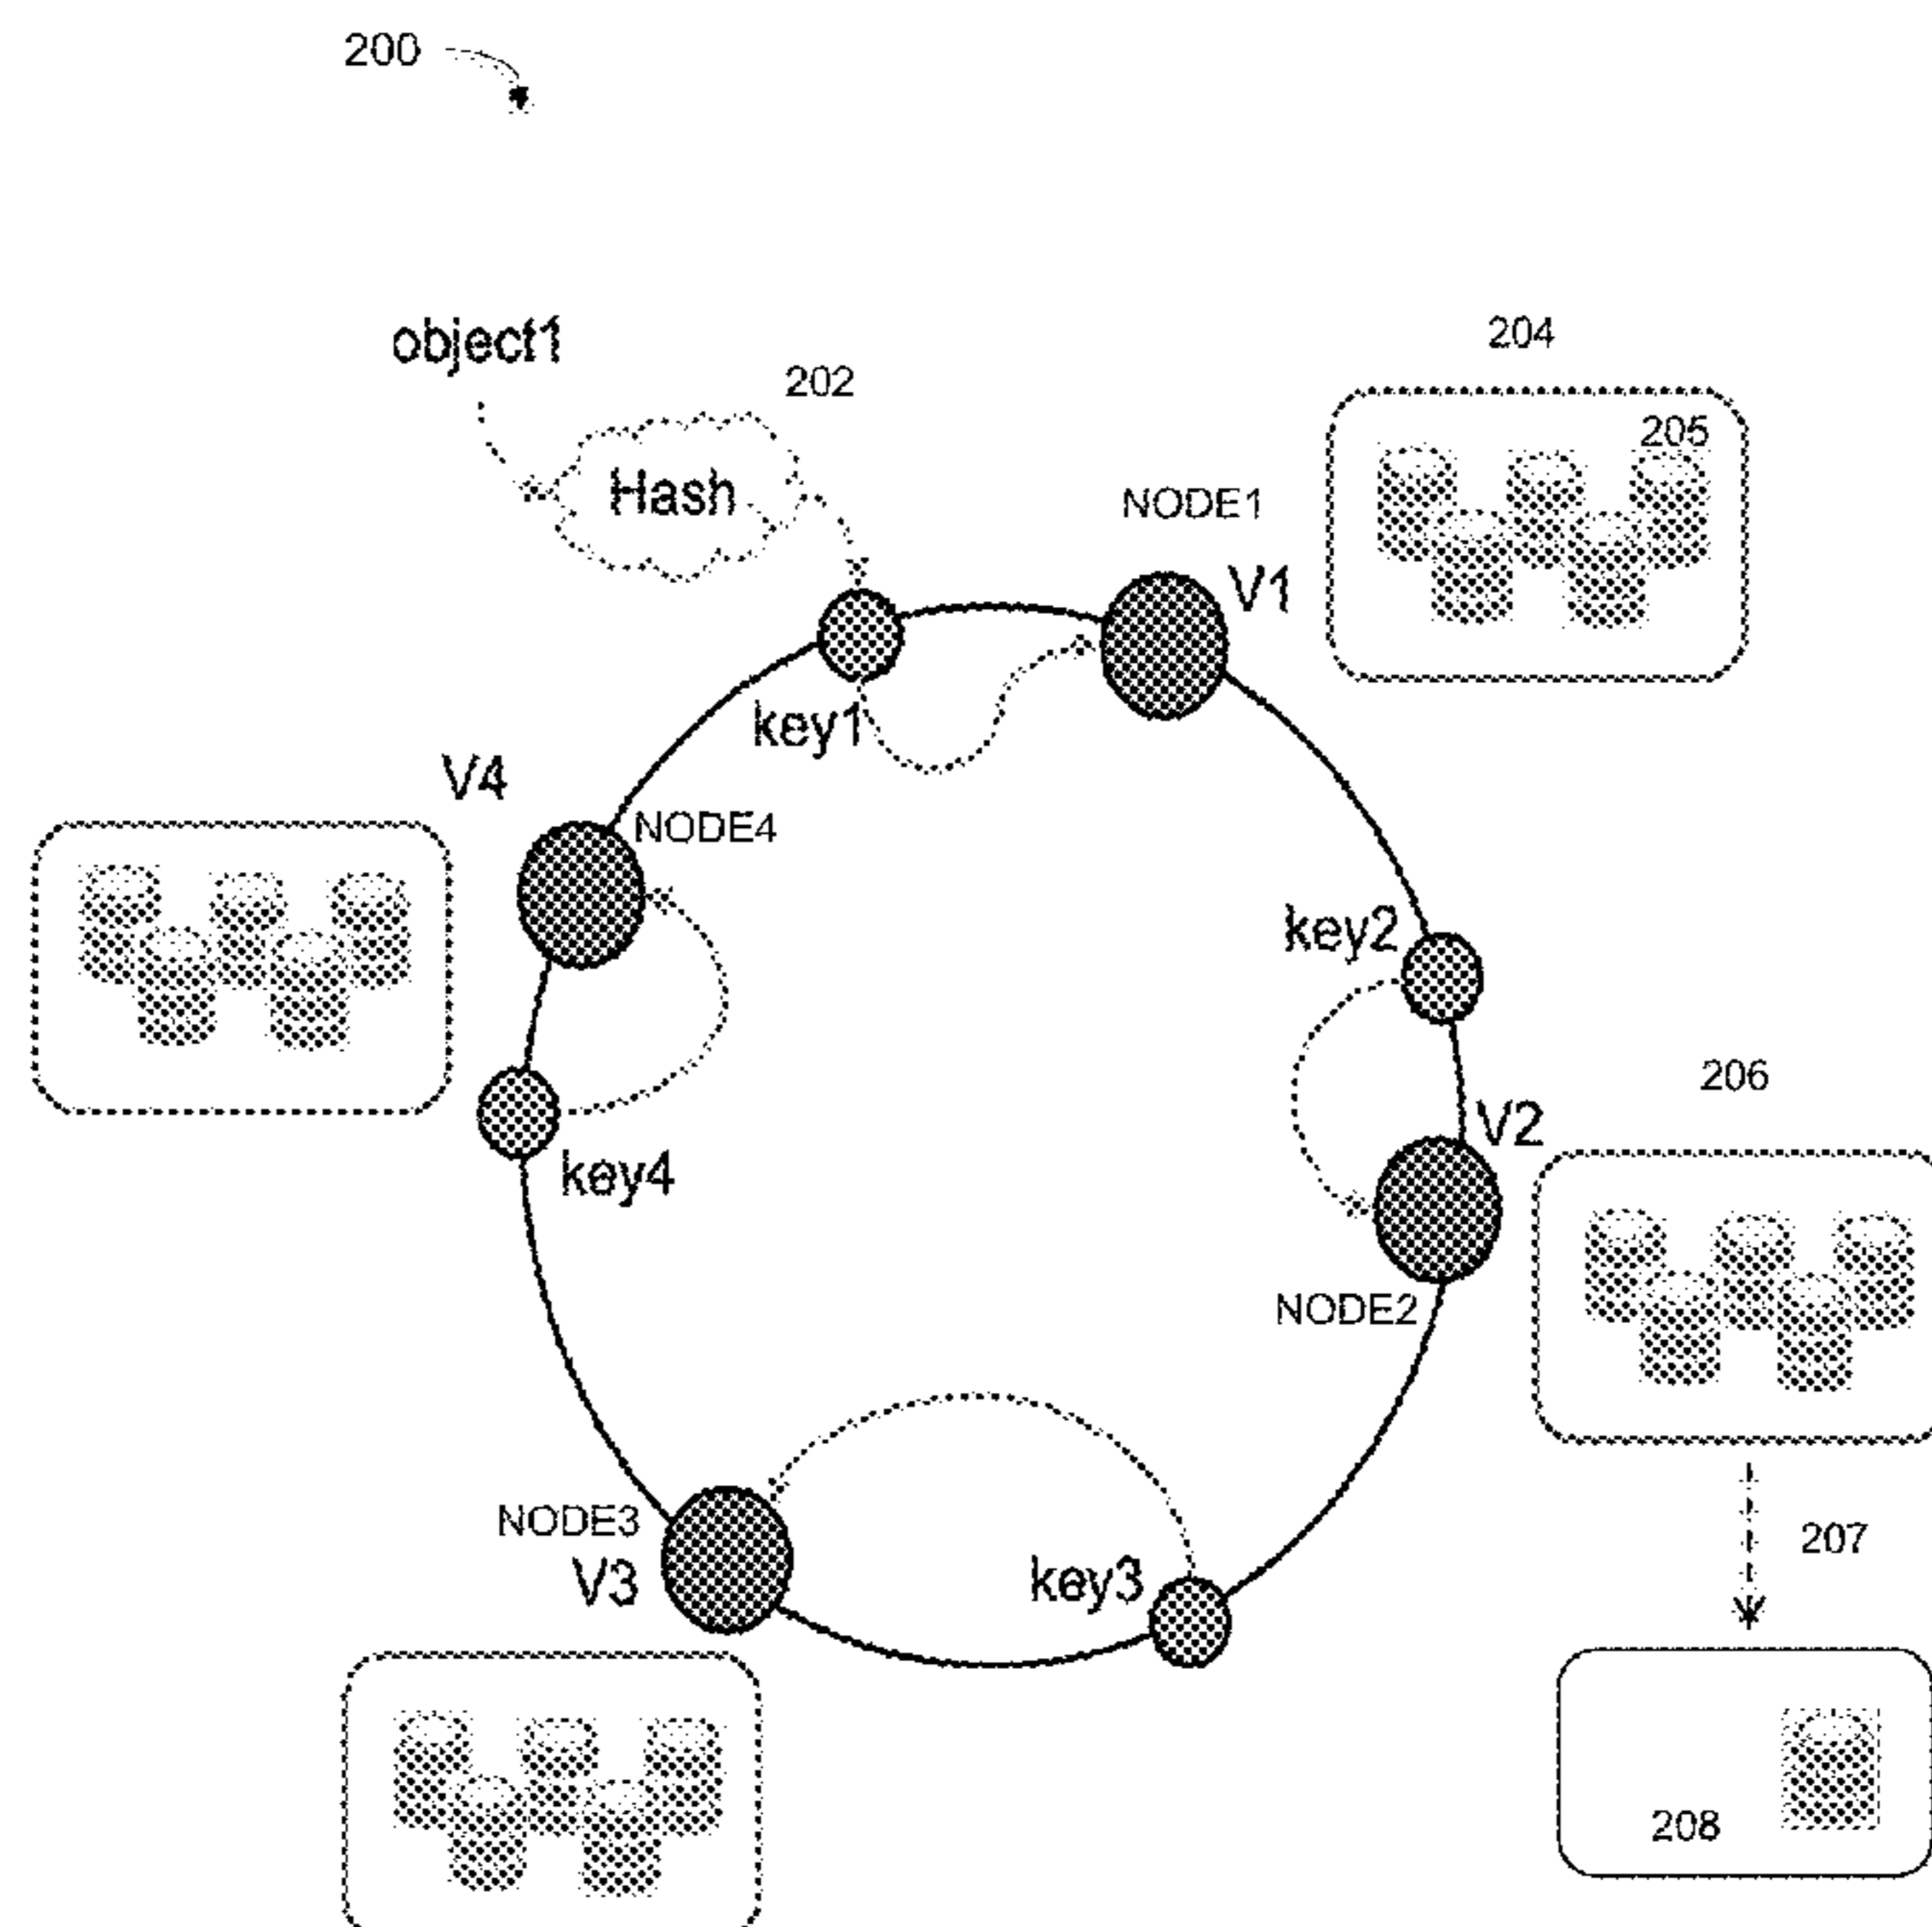 200
object1
202
204
Hash
205
NODE1
V1
key1
V4
NODE4
key2
206
V2
key4
NODE2
NODE3
V3
key3
207
208